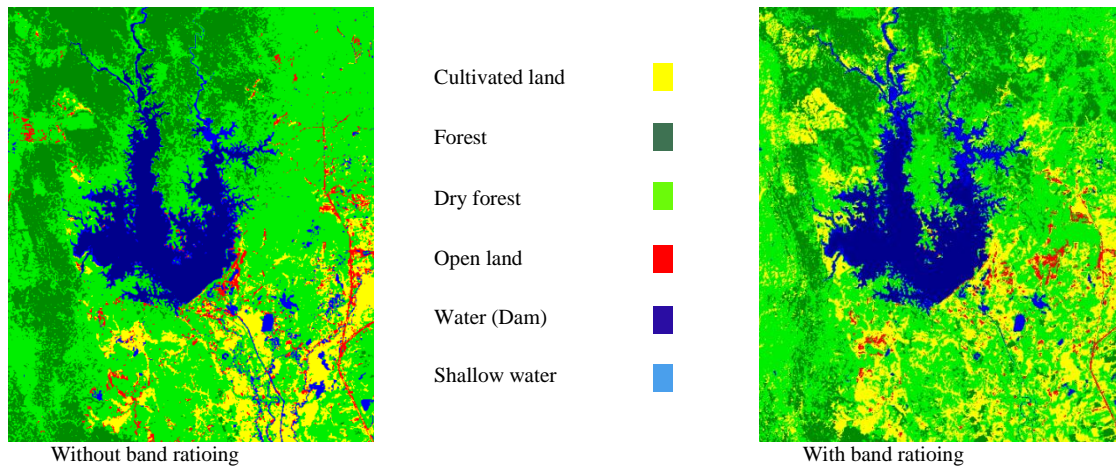 Cultivated land
Forest
Dry forest
Open land
Water (Dam)
Shallow water
Without band ratioing
With band ratioing